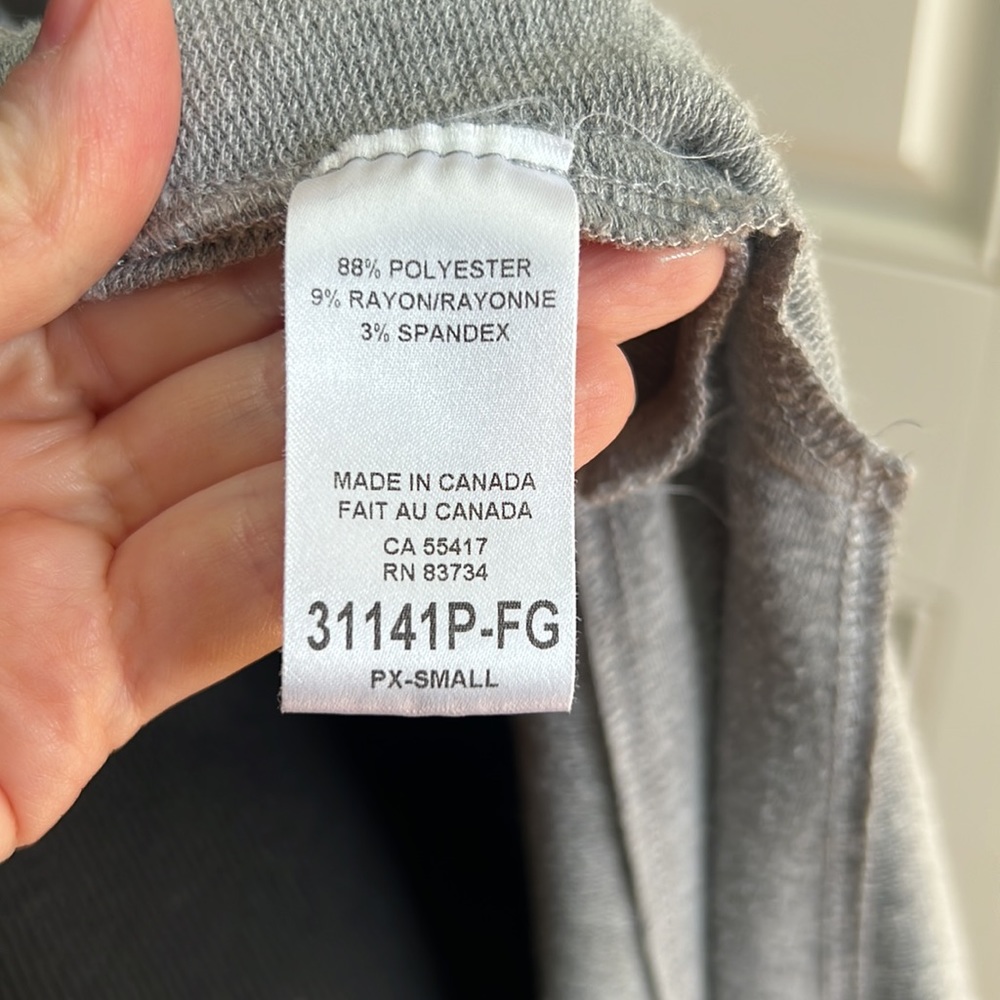 88% POLYESTER
9% RAYON/RAYONNE
3% SPANDEX
MADE IN CANADA
FAIT AU CANADA
CA 55417
RN 83734
31141P-FG
PX-SMALL